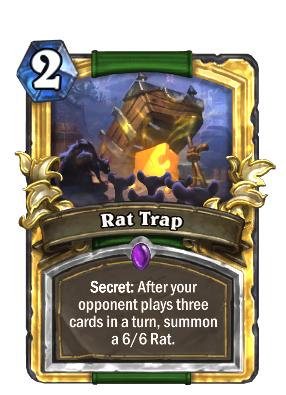 2
Rat Trap
Secret: After your
opponent plays three
cards in a turn, summon
a 6/6 Rat.